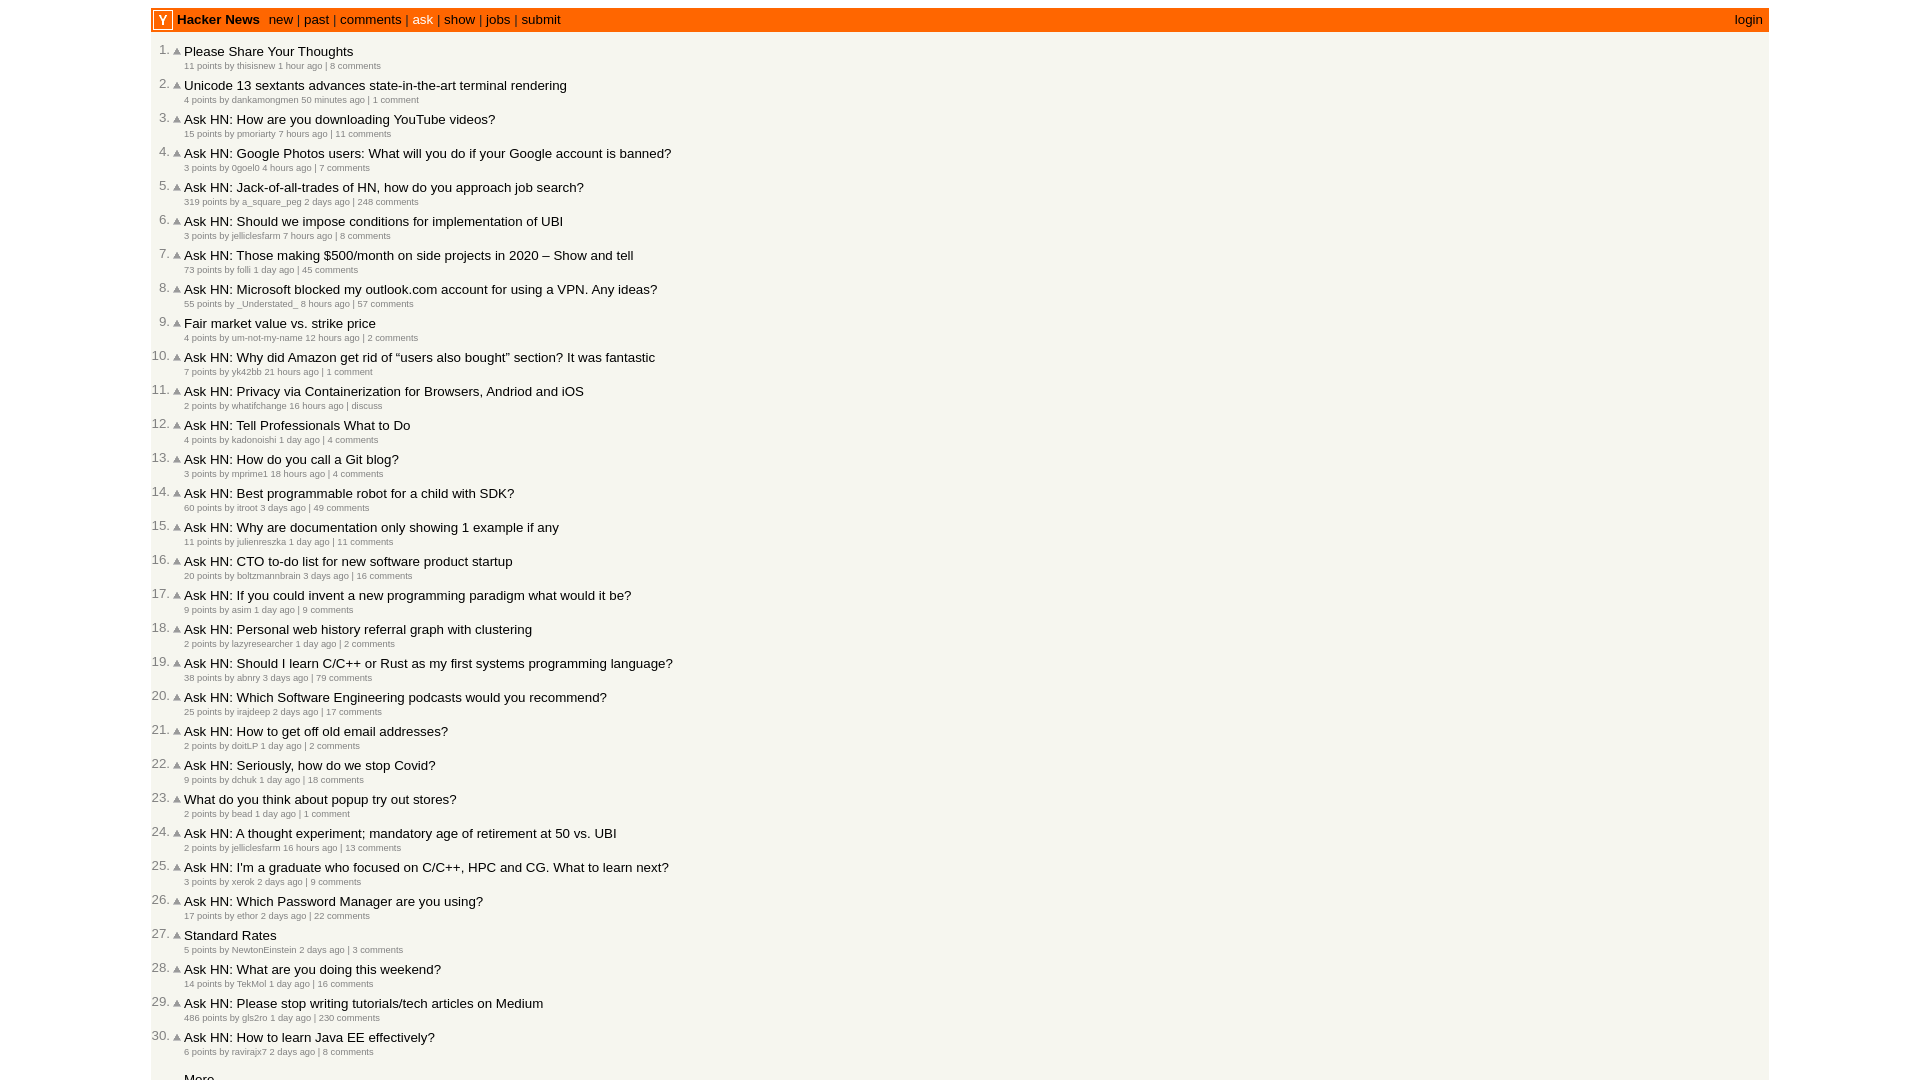 Y Hacker News new | past | comments | ask | show | jobs | submit login
1. Please Share Your Thoughts
11 points by thisisnew 1 hour ago | 8 comments
2. Unicode 13 sextants advances state-in-the-art terminal rendering
4 points by dankamongmen 50 minutes ago | 1 comment
3. Ask HN: How are you downloading YouTube videos?
15 points by pmoriarty 7 hours ago | 11 comments
4. Ask HN: Google Photos users: What will you do if your Google account is banned?
3 points by 0goel0 4 hours ago | 7 comments
5. Ask HN: Jack-of-all-trades of HN, how do you approach job search?
319 points by a_square_peg 2 days ago | 248 comments
6. Ask HN: Should we impose conditions for implementation of UBI
3 points by jelliclesfarm 7 hours ago | 8 comments
7. Ask HN: Those making $500/month on side projects in 2020 – Show and tell
73 points by folli 1 day ago | 45 comments
8. Ask HN: Microsoft blocked my outlook.com account for using a VPN. Any ideas?
55 points by _Understated_ 8 hours ago | 57 comments
9. Fair market value vs. strike price
4 points by um-not-my-name 12 hours ago | 2 comments
10. Ask HN: Why did Amazon get rid of “users also bought” section? It was fantastic
7 points by yk42bb 21 hours ago | 1 comment
11. Ask HN: Privacy via Containerization for Browsers, Andriod and iOS
2 points by whatifchange 16 hours ago | discuss
12. Ask HN: Tell Professionals What to Do
4 points by kadonoishi 1 day ago | 4 comments
13. Ask HN: How do you call a Git blog?
3 points by mprime1 18 hours ago | 4 comments
14. Ask HN: Best programmable robot for a child with SDK?
60 points by itroot 3 days ago | 49 comments
15. Ask HN: Why are documentation only showing 1 example if any
11 points by julienreszka 1 day ago | 11 comments
16. Ask HN: CTO to-do list for new software product startup
20 points by boltzmannbrain 3 days ago | 16 comments
17. Ask HN: If you could invent a new programming paradigm what would it be?
9 points by asim 1 day ago | 9 comments
18. Ask HN: Personal web history referral graph with clustering
2 points by lazyresearcher 1 day ago | 2 comments
19. Ask HN: Should I learn C/C++ or Rust as my first systems programming language?
38 points by abnry 3 days ago | 79 comments
20. Ask HN: Which Software Engineering podcasts would you recommend?
25 points by irajdeep 2 days ago | 17 comments
21. Ask HN: How to get off old email addresses?
2 points by doitLP 1 day ago | 2 comments
22. Ask HN: Seriously, how do we stop Covid?
9 points by dchuk 1 day ago | 18 comments
23. What do you think about popup try out stores?
2 points by bead 1 day ago | 1 comment
24. Ask HN: A thought experiment; mandatory age of retirement at 50 vs. UBI
2 points by jelliclesfarm 16 hours ago | 13 comments
25. Ask HN: I'm a graduate who focused on C/C++, HPC and CG. What to learn next?
3 points by xerok 2 days ago | 9 comments
26. Ask HN: Which Password Manager are you using?
17 points by ethor 2 days ago | 22 comments
27. Standard Rates
5 points by NewtonEinstein 2 days ago | 3 comments
28. Ask HN: What are you doing this weekend?
14 points by TekMol 1 day ago | 16 comments
29. Ask HN: Please stop writing tutorials/tech articles on Medium
486 points by gls2ro 1 day ago | 230 comments
30. Ask HN: How to learn Java EE effectively?
6 points by ravirajx7 2 days ago | 8 comments
More